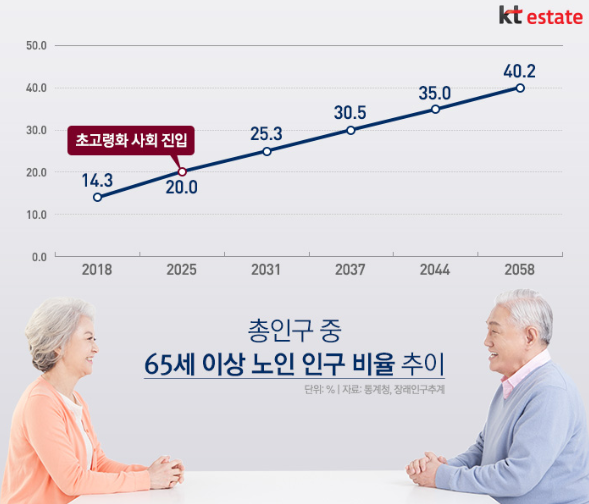 kt estate
50.0
40.0
30.0
20.0
10.0
0.0
초고령화 사회 진입
14.3
20.0
25.3
30.5
35.0
40.2
2018 2025 2031 2037 2044 2058
총인구 중
65세 이상 노인 인구 비율 추이
단위: % | 자료: 통계청, 장래인구추계